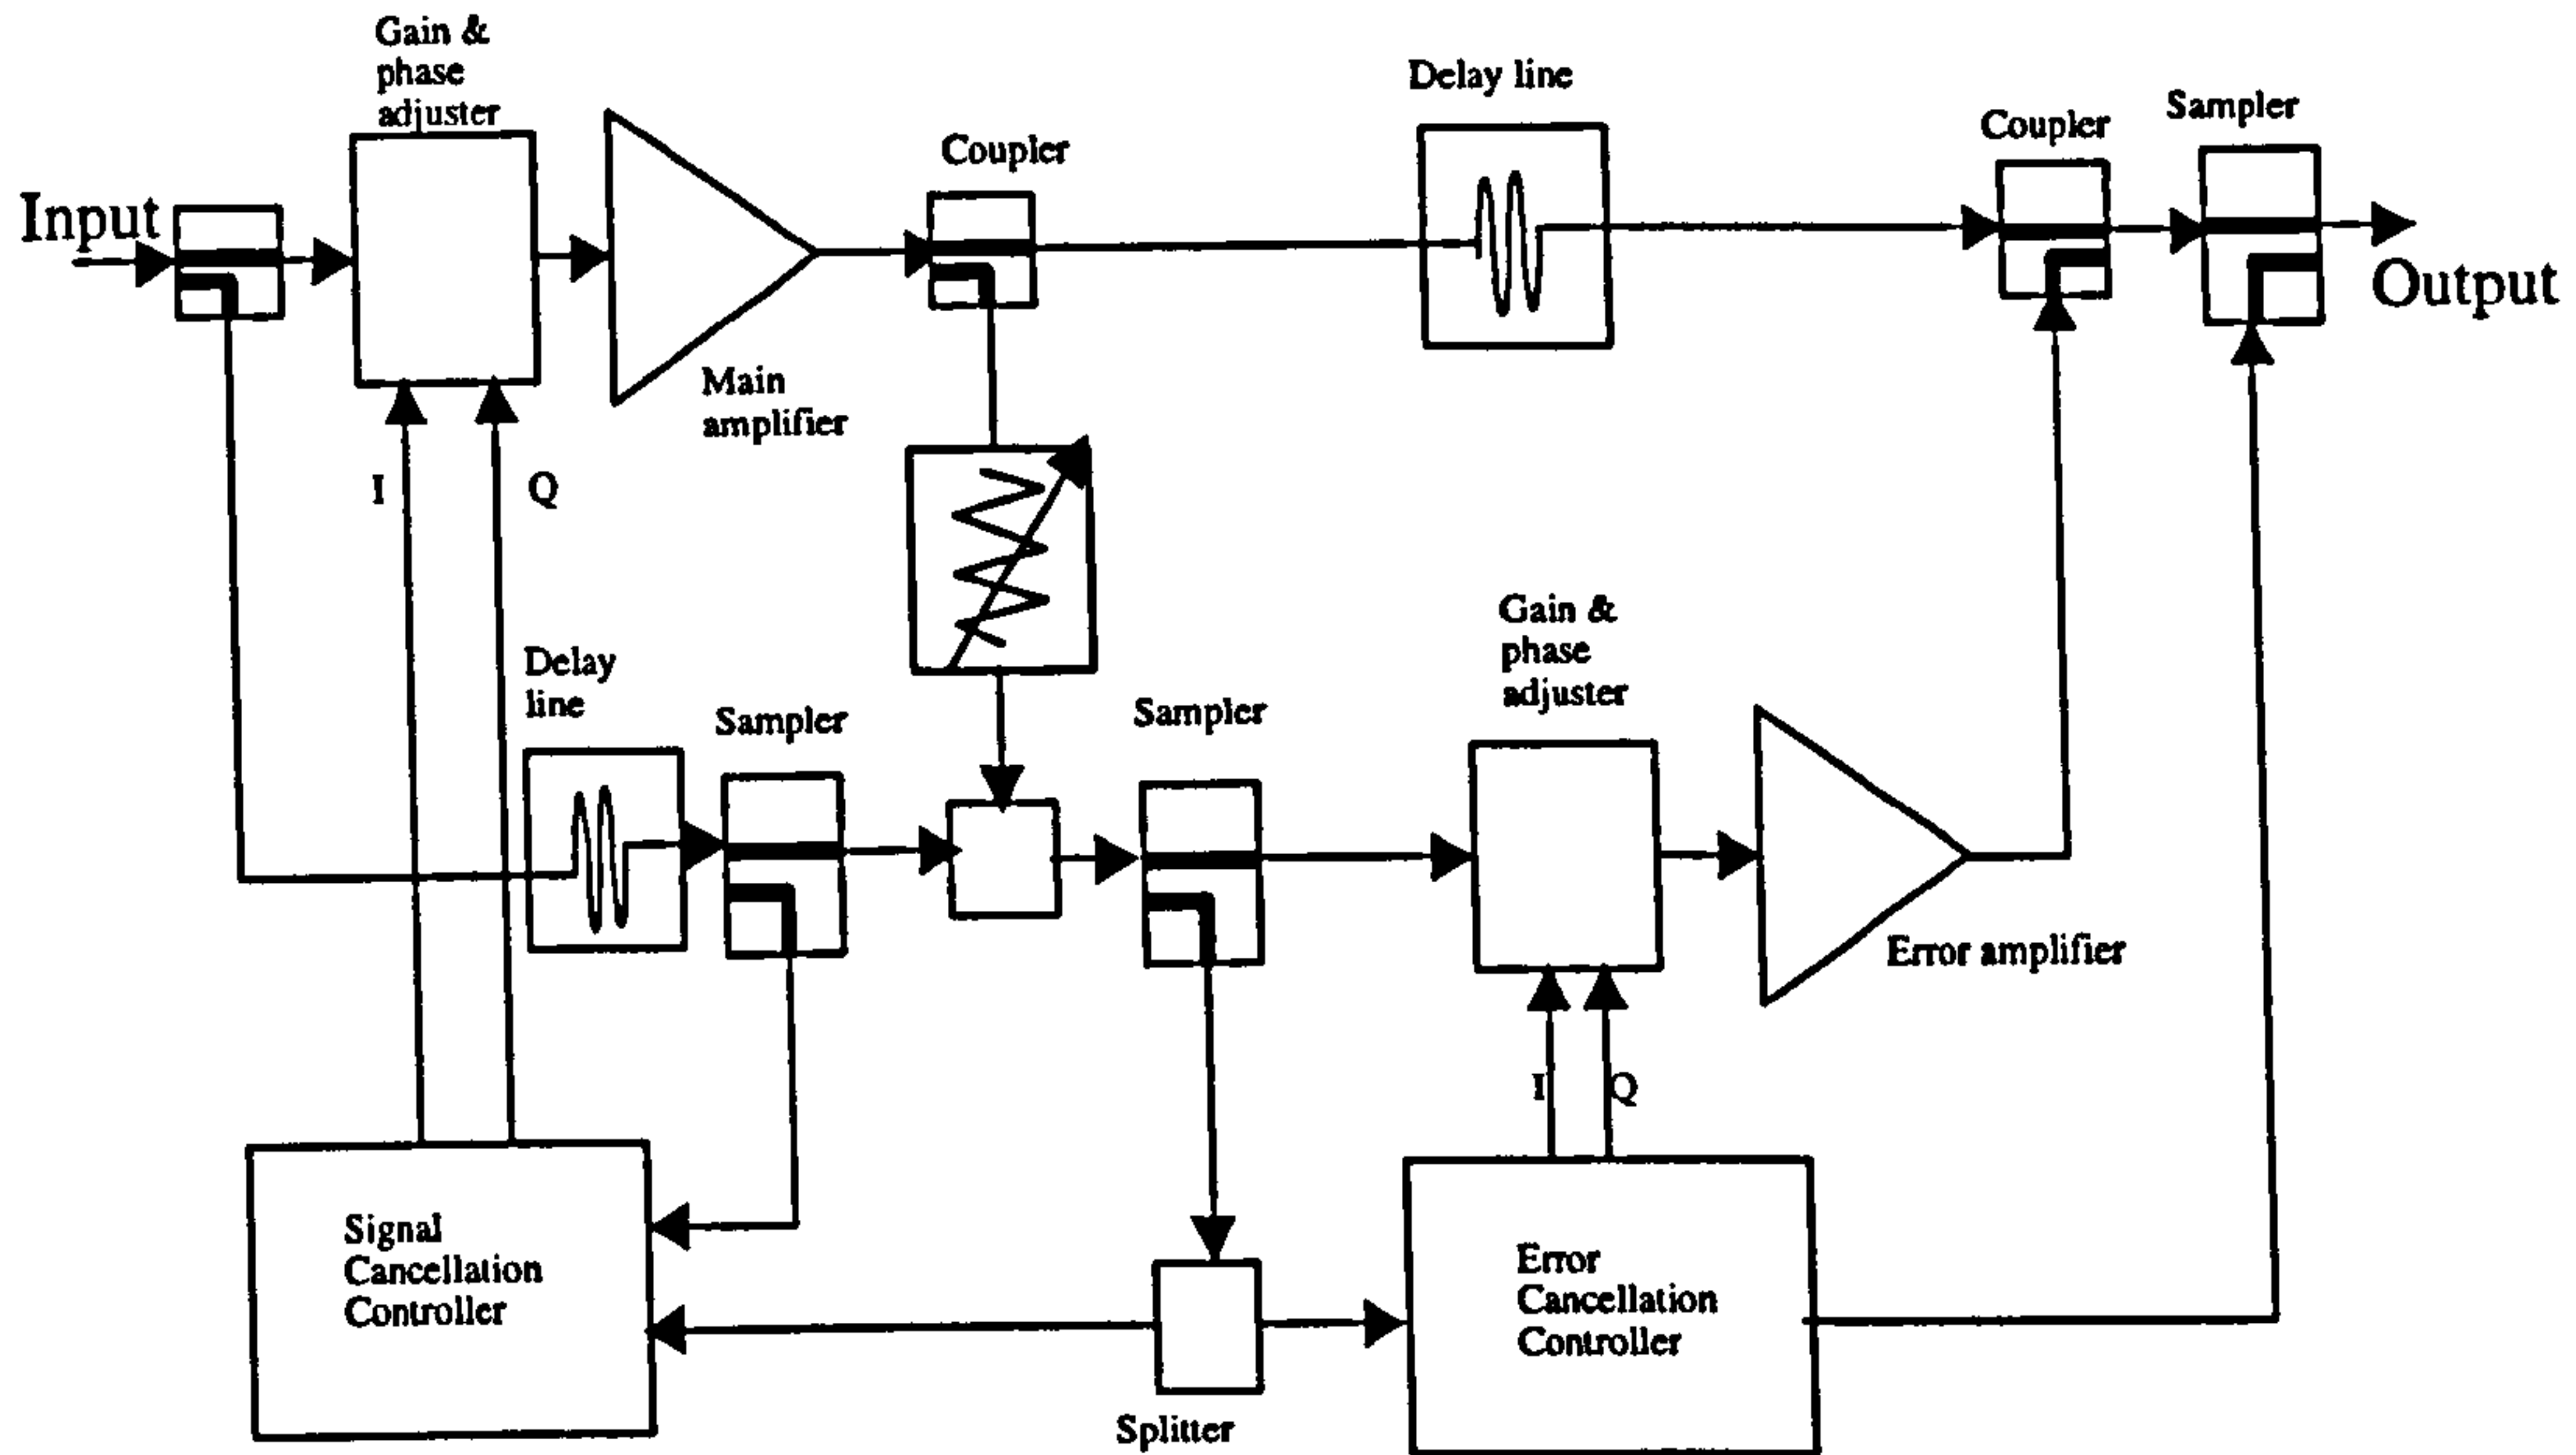 Gain &
phase
adjuster
Delay line
Coupler
Sampler
Coupler
Input
Output
Main
amplifier
I
Q
Gain &
phase
adjuster
Delay
line
Sampler
Sampler
Error amplifier
I
Q
Signal
Cancellation
Controller
Error
Cancellation
Controller
Splitter